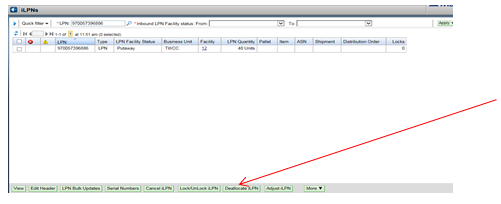 iLPNs
Quick filter * LPN: 970057396886 * Inbound LPN Facility status: From: To: Apply
1-1 of 1 at 11:51 am (0 selected)
LPN Type LPN Facility Status Business Unit Facility LPN Quantity Pallet Item ASN Shipment Distribution Order Locks
970057396886 LPN Putaway TWCC 12 40 Units 0
View Edit Header LPN Bulk Updates Serial Numbers Cancel iLPN Lock/UnLock iLPN Deallocate iLPN Adjust iLPN More ▼